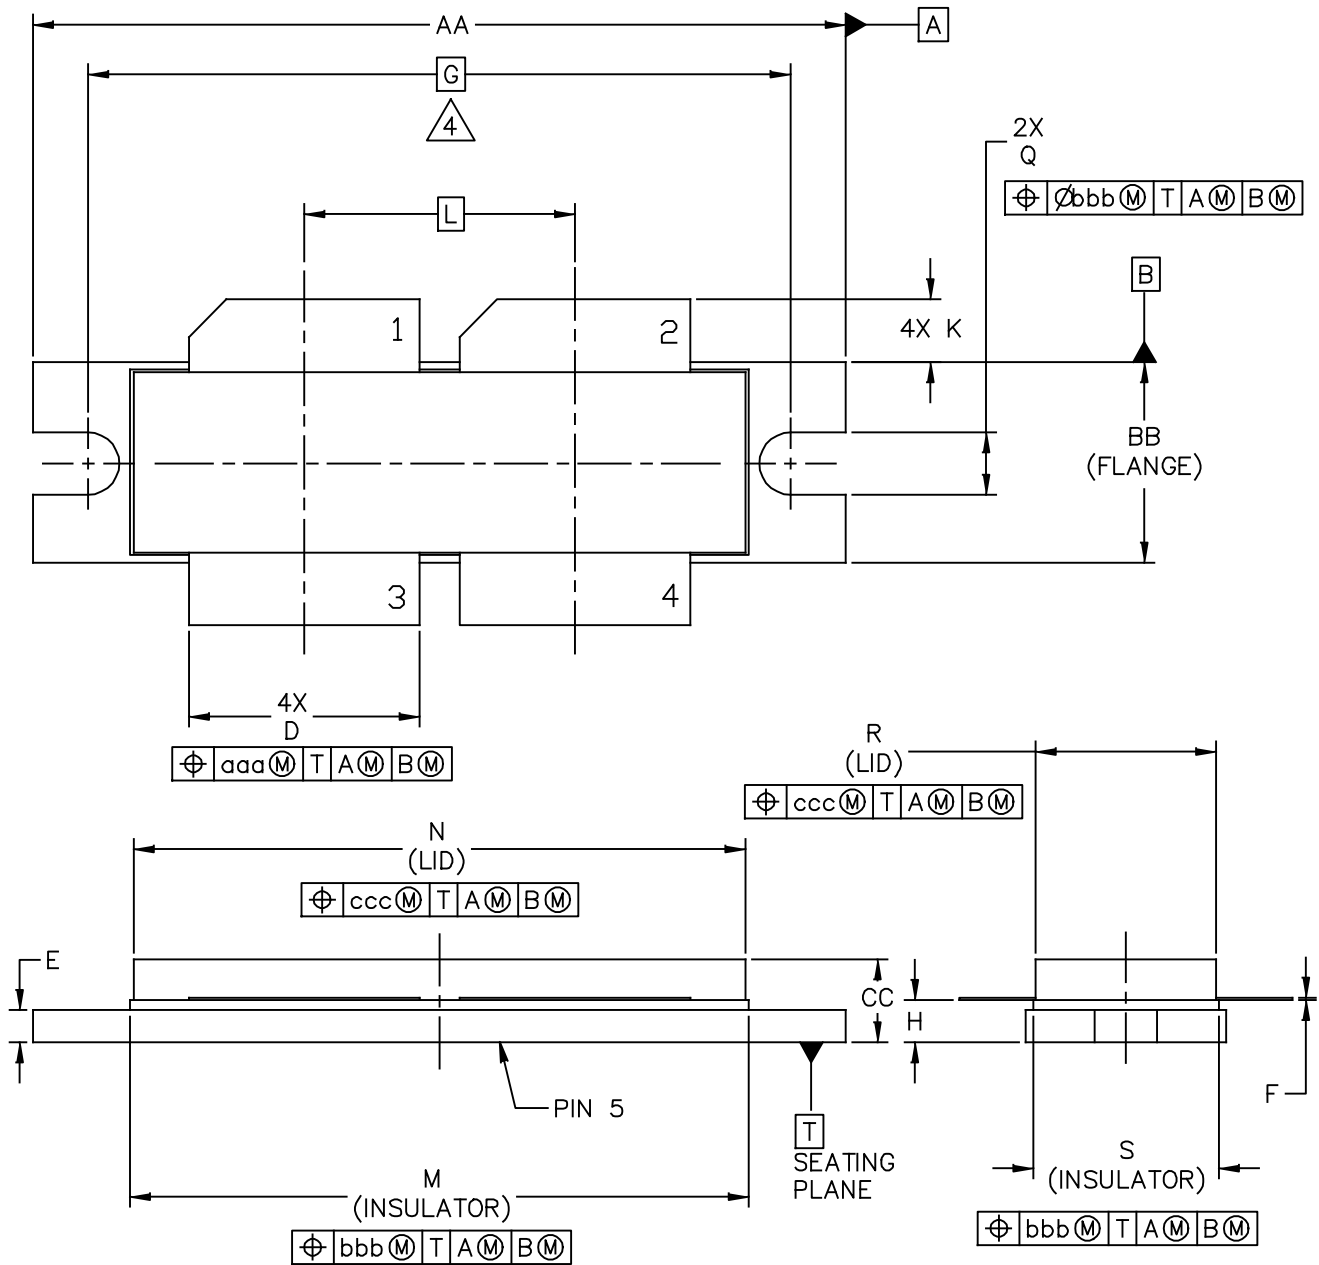 AA
A
G
4
2X
Q
⌖ Øbbb Ⓜ T A Ⓜ B Ⓜ
L
B
1
2
4X K
BB
(FLANGE)
3
4
4X
D
⌖ aaa Ⓜ T A Ⓜ B Ⓜ
R
(LID)
⌖ ccc Ⓜ T A Ⓜ B Ⓜ
N
(LID)
⌖ ccc Ⓜ T A Ⓜ B Ⓜ
E
CC
H
F
PIN 5
T
SEATING
PLANE
M
(INSULATOR)
⌖ bbb Ⓜ T A Ⓜ B Ⓜ
S
(INSULATOR)
⌖ bbb Ⓜ T A Ⓜ B Ⓜ